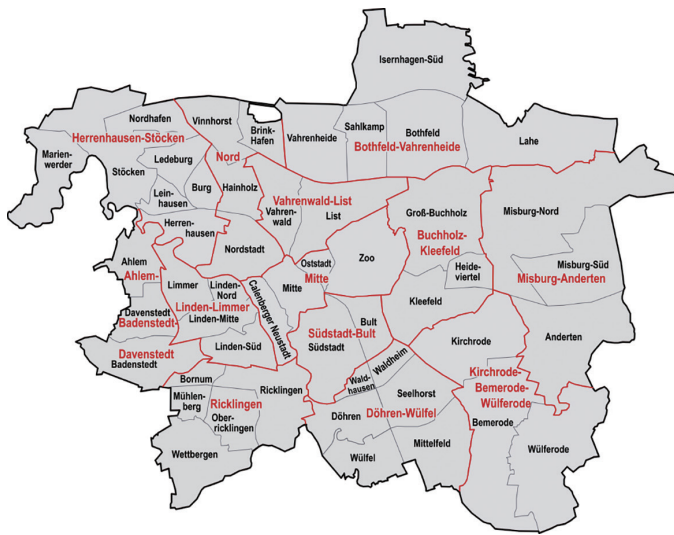 Isernhagen-Süd
Nordhafen
Vinnhorst
Brink-
Hafen
Vahrenheide
Sahlkamp
Bothfeld
Lahe
Herrenhausen-Stöcken
Bothfeld-Vahrenheide
Marien-
werder
Ledeburg
Nord
Stöcken
Lein-
hausen
Burg
Hainholz
Vahrenwald-List
Vahren-
wald
List
Groß-Buchholz
Misburg-Nord
Herren-
hausen
Nordstadt
Buchholz-
Kleefeld
Ahlem
Ahlem-
Limmer
Linden-
Nord
Calenberger Neustadt
Mitte
Oststadt
Mitte
Zoo
Heide-
viertel
Misburg-Süd
Misburg-Anderten
Kleefeld
Davenstedt
Badenstedt-
Linden-Limmer
Linden-Mitte
Südstadt-Bult
Bult
Südstadt
Kirchrode
Anderten
Davenstedt
Badenstedt
Linden-Süd
Waldheim
Wald-
hausen
Bornum
Ricklingen
Seelhorst
Kirchrode-
Bemerode-
Wülferode
Mühlen-
berg
Ricklingen
Ober-
ricklingen
Döhren
Döhren-Wülfel
Bemerode
Wettbergen
Wülfel
Mittelfeld
Wülferode